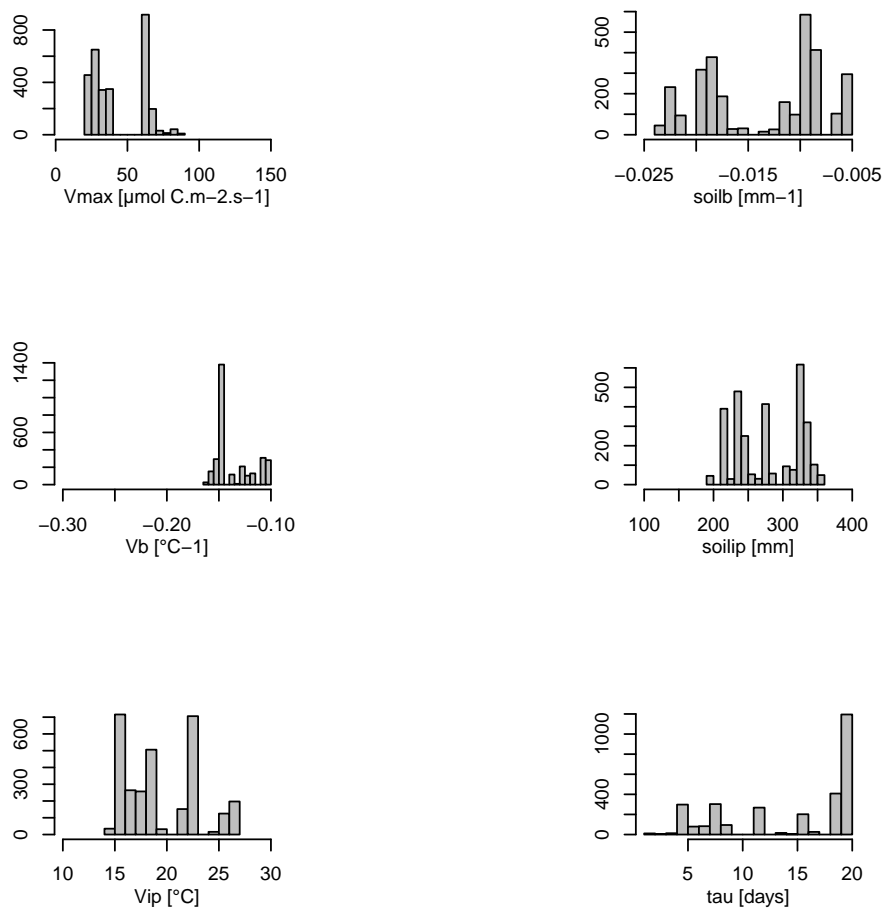 0 400 800
0 50 100 150
Vmax [µmol C.m−2.s−1]
0 200 500
−0.025 −0.015 −0.005
soilb [mm−1]
0 600 1400
−0.30 −0.20 −0.10
Vb [°C−1]
0 200 500
100 200 300 400
soilip [mm]
0 300 600
10 15 20 25 30
Vip [°C]
0 400 1000
5 10 15 20
tau [days]